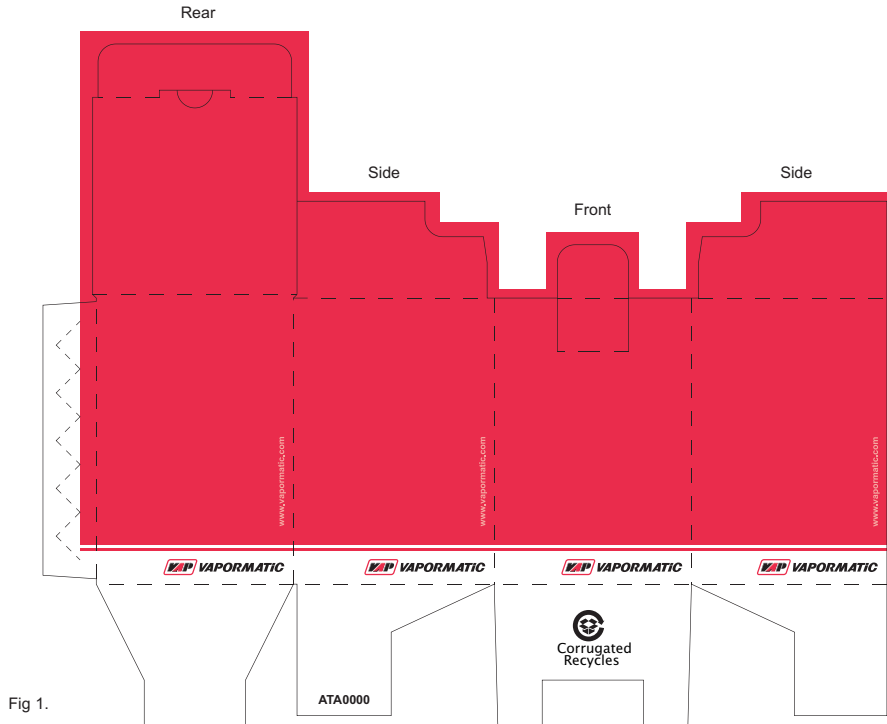 Rear
Side
Side
Front
www.vapormatic.com
www.vapormatic.com
www.vapormatic.com
VAP VAPORMATIC
VAP VAPORMATIC
VAP VAPORMATIC
VAP VAPORMATIC
Corrugated
Recycles
ATA0000
Fig 1.